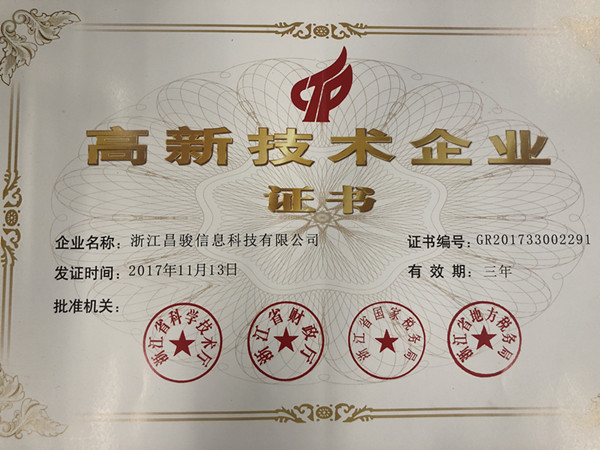 高新技术企业
证书
企业名称：浙江昌骏信息科技有限公司
证书编号：GR201733002291
发证时间：2017年11月13日
有效期：三年
批准机关：
浙江省科学技术厅
浙江省财政厅
浙江省国家税务局
浙江省地方税务局